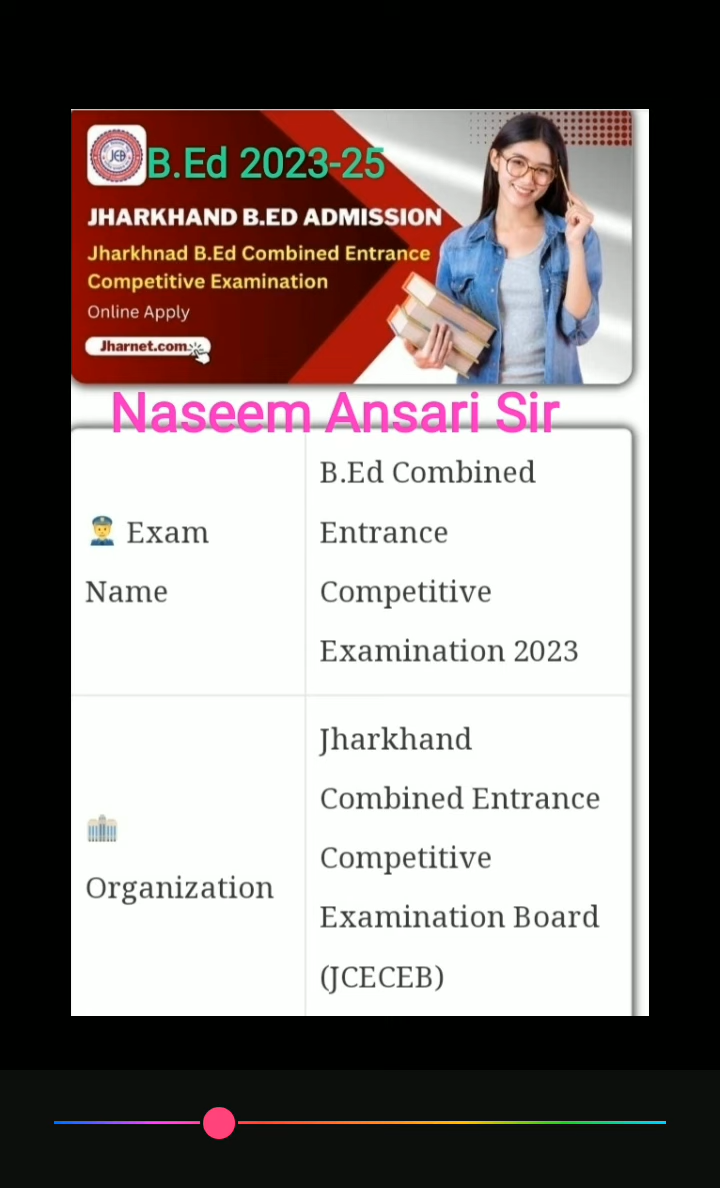 JCEB
B.Ed 2023-25
JHARKHAND B.ED ADMISSION
Jharkhnad B.Ed Combined Entrance
Competitive Examination
Online Apply
Jharnet.com
Naseem Ansari Sir
Exam
Name
B.Ed Combined
Entrance
Competitive
Examination 2023
Organization
Jharkhand
Combined Entrance
Competitive
Examination Board
(JCECEB)